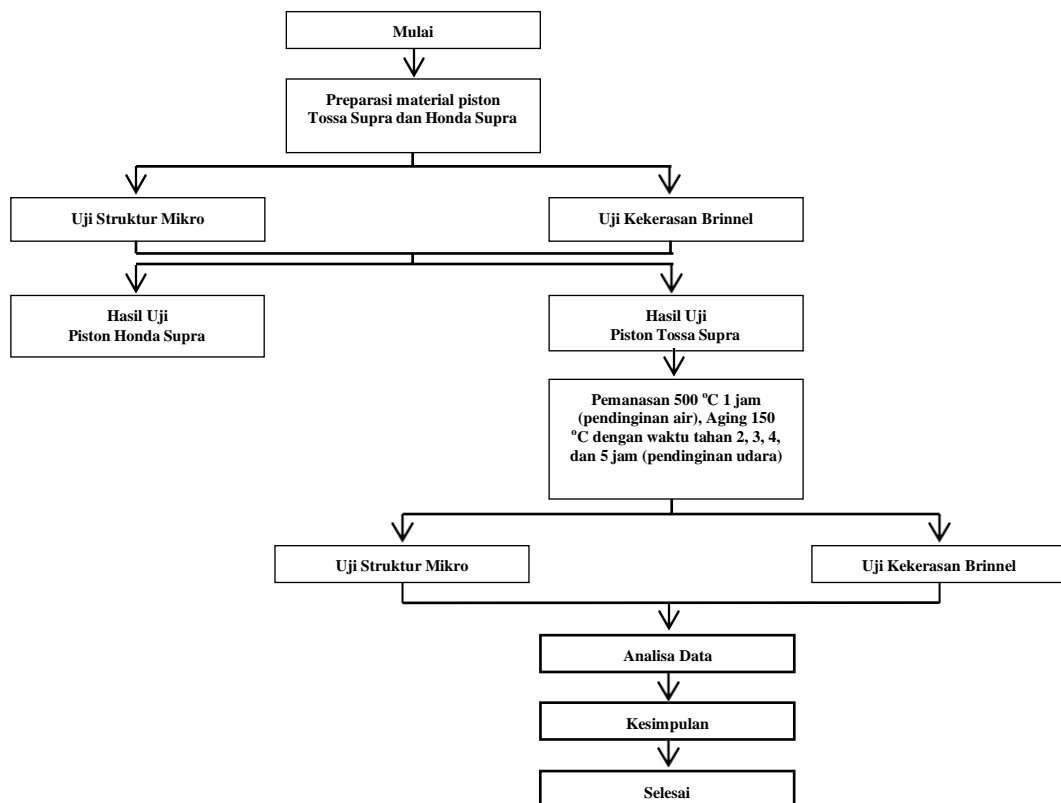 Mulai
Preparasi material piston
Tossa Supra dan Honda Supra
Uji Struktur Mikro
Uji Kekerasan Brinnel
Hasil Uji
Piston Honda Supra
Hasil Uji
Piston Tossa Supra
Pemanasan 500 °C 1 jam
(pendinginan air), Aging 150
°C dengan waktu tahan 2, 3, 4,
dan 5 jam (pendinginan udara)
Uji Struktur Mikro
Uji Kekerasan Brinnel
Analisa Data
Kesimpulan
Selesai